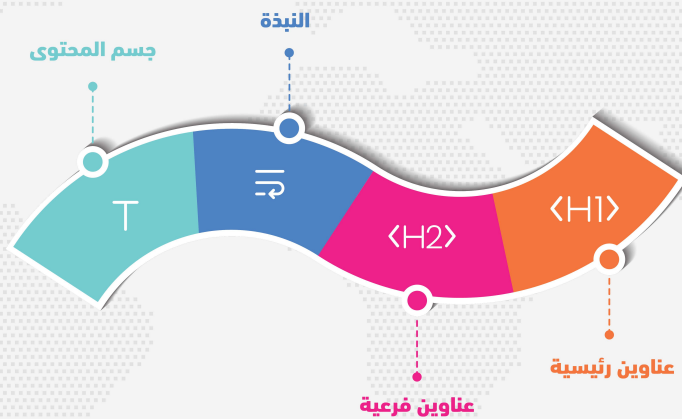 النبذة
جسم المحتوى
T
<H1>
<H2>
عناوين رئيسية
عناوين فرعية